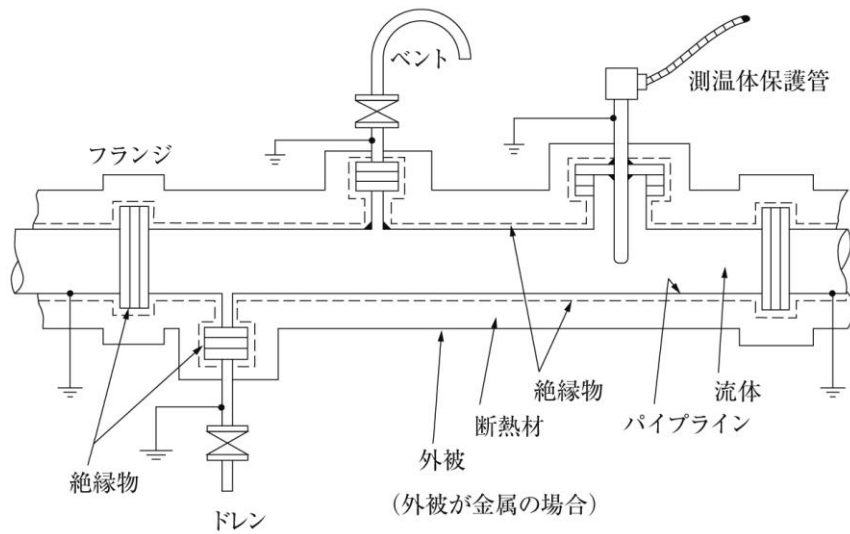 ベント
測温体保護管
フランジ
絶縁物
流体
パイプライン
断熱材
外被
絶縁物
(外被が金属の場合)
ドレン